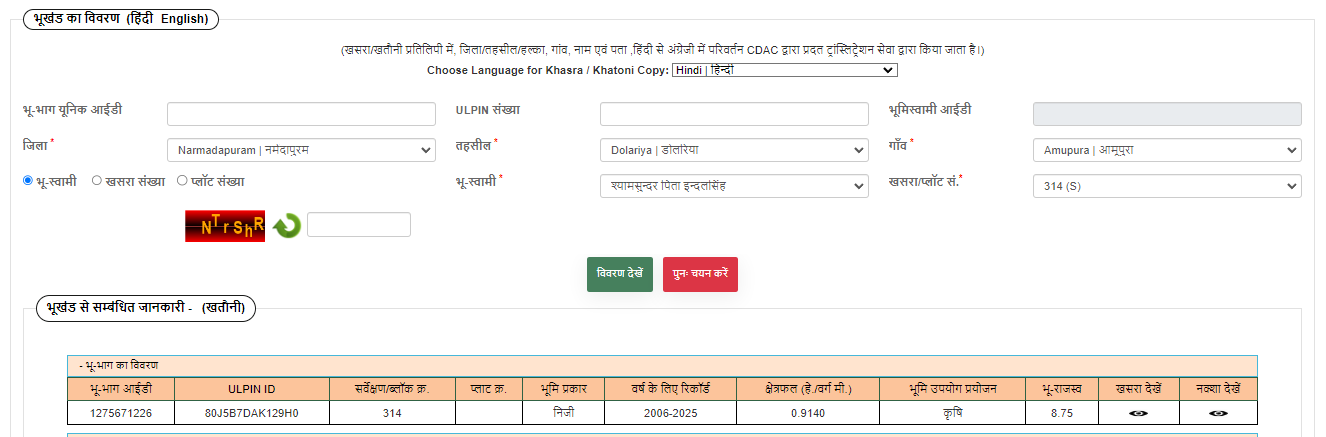 भूखंड का विवरण (हिंदी English)
(खसरा/खतौनी प्रतिलिपी में, जिला/तहसील/हल्का, गांव, नाम एवं पता ,हिंदी से अंग्रेजी में परिवर्तन CDAC द्वारा प्रदत ट्रांस्लिट्रेशन सेवा द्वारा किया जाता है।)
Choose Language for Khasra / Khatoni Copy: Hindi | हिन्दी
भू-भाग यूनिक आईडी ULPIN संख्या भूमिस्वामी आईडी
जिला * Narmadapuram | नर्मदापुरम तहसील * Dolariya | डोलरिया गाँव * Amupura | आमूपुरा
भू-स्वामी खसरा संख्या प्लॉट संख्या भू-स्वामी * श्यामसुन्दर पिता इन्दलसिंह खसरा/प्लॉट सं.* 314 (S)
NTrShR
विवरण देखें पुनः चयन करें
भूखंड से सम्बंधित जानकारी - (खतौनी)
- भू-भाग का विवरण
भू-भाग आईडी ULPIN ID सर्वेक्षण/ब्लॉक क्र. प्लाट क्र. भूमि प्रकार वर्ष के लिए रिकॉर्ड क्षेत्रफल (हे./वर्ग मी.) भूमि उपयोग प्रयोजन भू-राजस्व खसरा देखें नक्शा देखें
1275671226 80J5B7DAK129H0 314 निजी 2006-2025 0.9140 कृषि 8.75